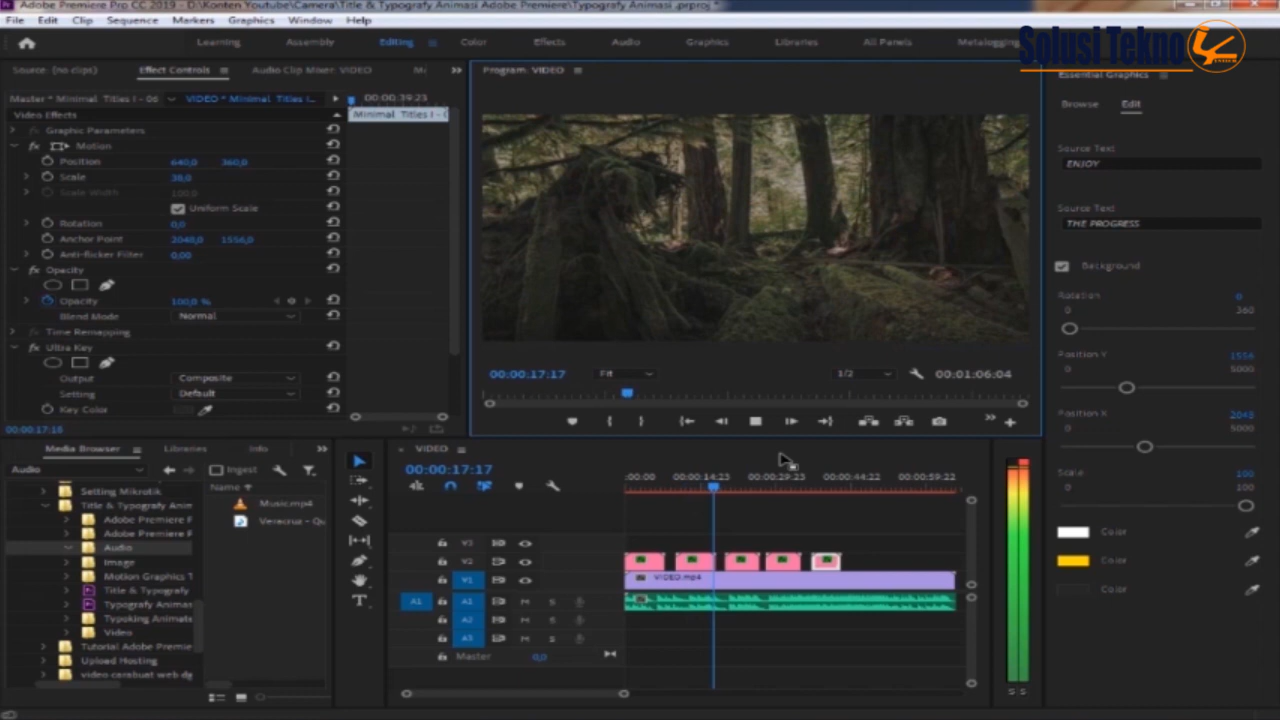 Adobe Premiere Pro CC 2019 - D:\Konten Youtube\Camera\Title & Typografy Animasi Adobe Premiere\Typografy Animasi .prproj *
File Edit Clip Sequence Markers Graphics Window Help
Learning Assembly Editing Color Effects Audio Graphics Libraries All Panels Metalogging
Solusi Tekno
Source: (no clips) Effect Controls Audio Clip Mixer: VIDEO
Master * Minimal Titles I - 06 VIDEO * Minimal Titles I... 00:00:39:23
Video Effects Minimal Titles I - 
Graphic Parameters
Motion
Position 640,0 360,0
Scale 38,0
Scale Width 100,0
Uniform Scale
Rotation 0,0
Anchor Point 2048,0 1556,0
Anti-flicker Filter 0,00
Opacity
Opacity 100,0 %
Blend Mode Normal
Time Remapping
Ultra Key
Output Composite
Setting Default
Key Color
00:00:17:18
Program: VIDEO
00:00:17:17 Fit 1/2 00:01:06:04
Essential Graphics
Browse Edit
Source Text
ENJOY
Source Text
THE PROGRESS
Background
Rotation 0
0 360
Position Y 1556
0 5000
Position X 2048
0 5000
Scale 100
0 100
Color
Color
Color
Media Browser Libraries Info
Audio Ingest
Name
Setting Mikrotik
Title & Typografy Anim
Adobe Premiere P
Adobe Premiere P
Audio
Image
Motion Graphics T
Title & Typografy
Typografy Animas
Typoking Animat
Video
Tutorial Adobe Premie
Upload Hosting
video carabuat web dg
Music.mp4
Veracruz - Qu
VIDEO
00:00:17:17
:00:00 00:00:14:23 00:00:29:23 00:00:44:22 00:00:59:22
V3
V2
V1 VIDEO.mp4
A1 A1 M S
A2 M S
A3 M S
Master 0,0
S S